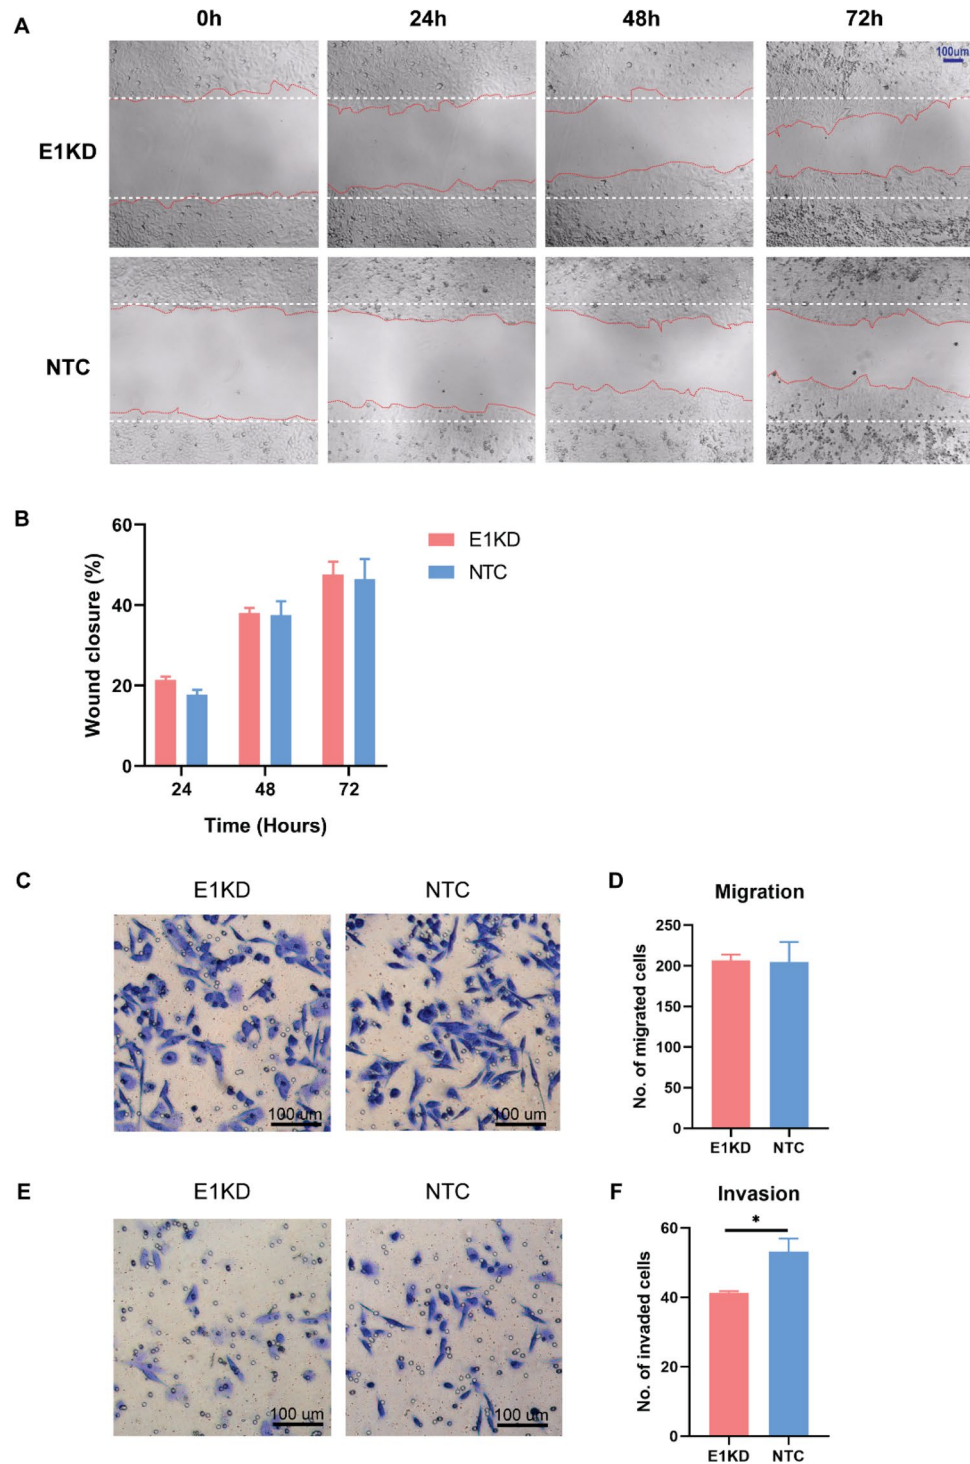 A
0h 24h 48h 72h
100um
E1KD
NTC
B
60
40
20
0
Wound closure (%)
24 48 72
Time (Hours)
E1KD
NTC
C
E1KD NTC
100 um 100 um
D
Migration
250
200
150
100
50
0
No. of migrated cells
E1KD NTC
E
E1KD NTC
100 um 100 um
F
Invasion
*
60
40
20
0
No. of invaded cells
E1KD NTC